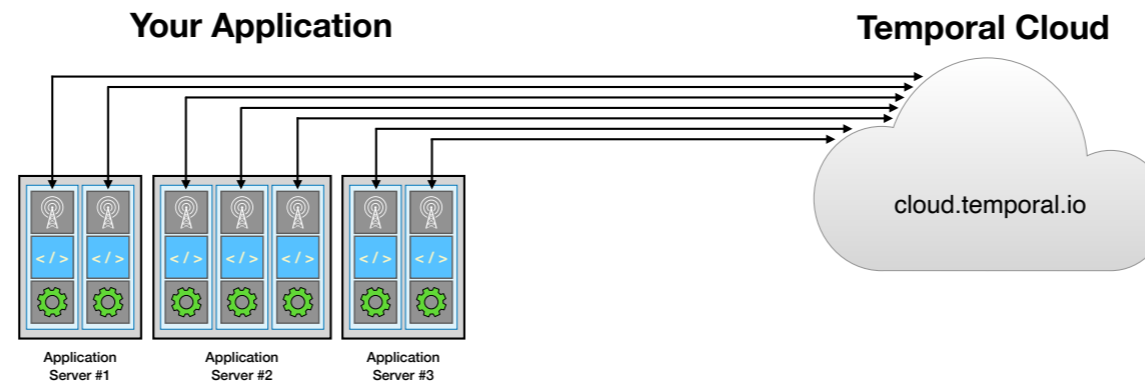 Your Application
Temporal Cloud
cloud.temporal.io
</>
</>
</>
</>
</>
</>
</>
Application
Server #1
Application
Server #2
Application
Server #3